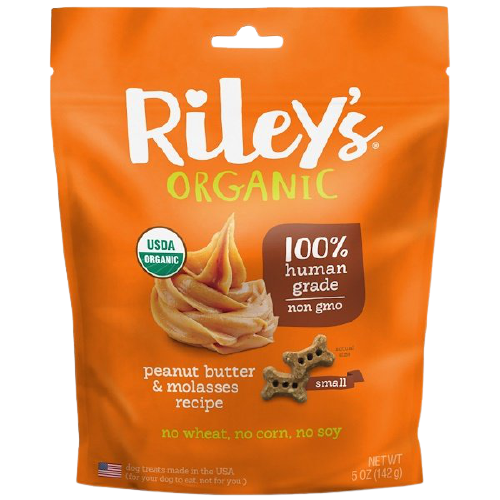 Riley's®
ORGANIC
USDA
ORGANIC
100%
human
grade
non gmo
peanut butter
& molasses
recipe
small
no wheat, no corn, no soy
dog treats made in the USA
(for your dog to eat, not for you)
NET WT
5 OZ (142 g)